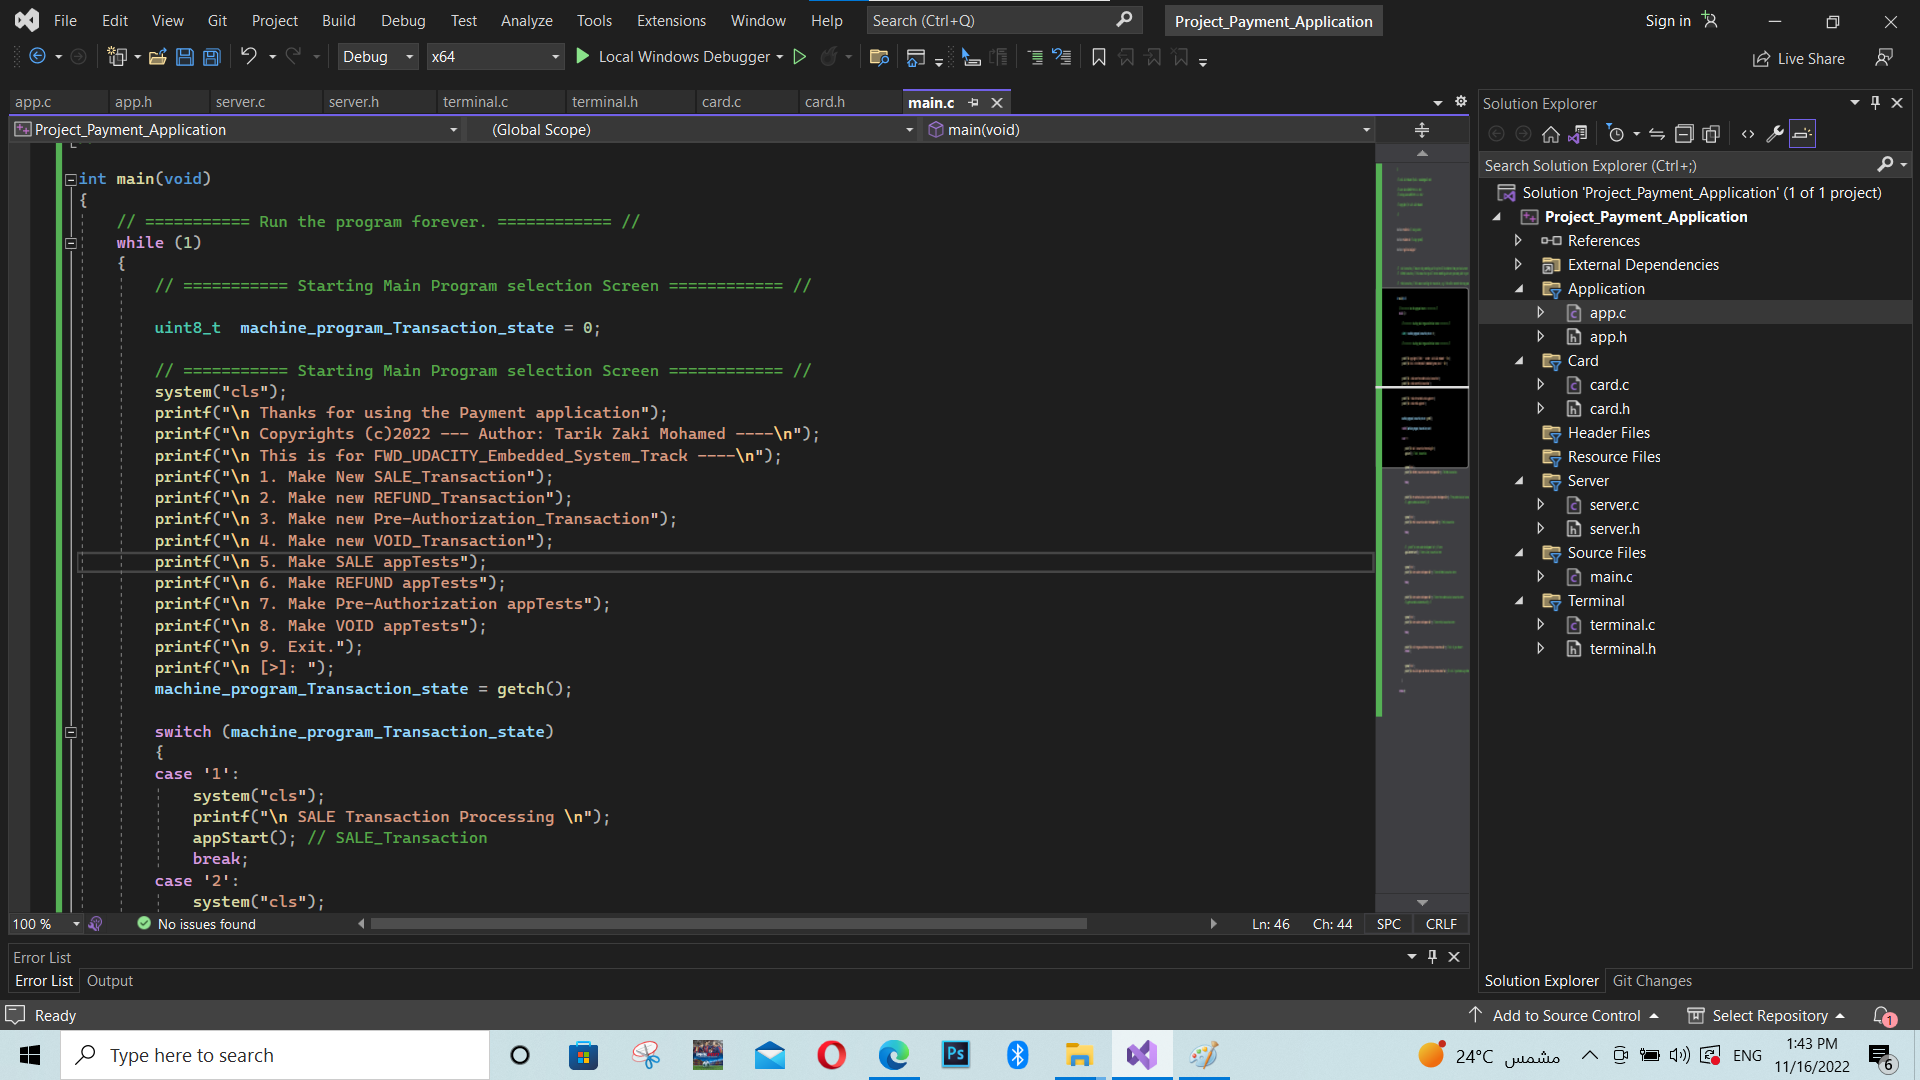 File Edit View Git Project Build Debug Test Analyze Tools Extensions Window Help Search (Ctrl+Q) Project_Payment_Application Sign in
Debug x64 Local Windows Debugger Live Share
app.c app.h server.c server.h terminal.c terminal.h card.c card.h main.c
Project_Payment_Application (Global Scope) main(void)
int main(void)
{
// =========== Run the program forever. ============ //
while (1)
{
// =========== Starting Main Program selection Screen ============ //
uint8_t machine_program_Transaction_state = 0;
// =========== Starting Main Program selection Screen ============ //
system("cls");
printf("\n Thanks for using the Payment application");
printf("\n Copyrights (c)2022 --- Author: Tarik Zaki Mohamed ----\n");
printf("\n This is for FWD_UDACITY_Embedded_System_Track ----\n");
printf("\n 1. Make New SALE_Transaction");
printf("\n 2. Make new REFUND_Transaction");
printf("\n 3. Make new Pre-Authorization_Transaction");
printf("\n 4. Make new VOID_Transaction");
printf("\n 5. Make SALE appTests");
printf("\n 6. Make REFUND appTests");
printf("\n 7. Make Pre-Authorization appTests");
printf("\n 8. Make VOID appTests");
printf("\n 9. Exit.");
printf("\n [>]: ");
machine_program_Transaction_state = getch();
switch (machine_program_Transaction_state)
{
case '1':
system("cls");
printf("\n SALE Transaction Processing \n");
appStart(); // SALE_Transaction
break;
case '2':
system("cls");
100 % No issues found Ln: 46 Ch: 44 SPC CRLF
Error List
Error List Output
Solution Explorer
Search Solution Explorer (Ctrl+;)
Solution 'Project_Payment_Application' (1 of 1 project)
Project_Payment_Application
References
External Dependencies
Application
app.c
app.h
Card
card.c
card.h
Header Files
Resource Files
Server
server.c
server.h
Source Files
main.c
Terminal
terminal.c
terminal.h
Solution Explorer Git Changes
Ready Add to Source Control Select Repository 1
Type here to search Ps 24°C مشمس ENG 1:43 PM
11/16/2022 6